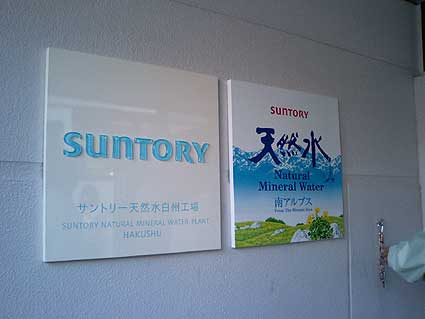 SUNTORY
サントリー天然水白州工場
SUNTORY NATURAL MINERAL WATER PLANT
HAKUSHU
SUNTORY
天然水
Natural
Mineral Water
南アルプス